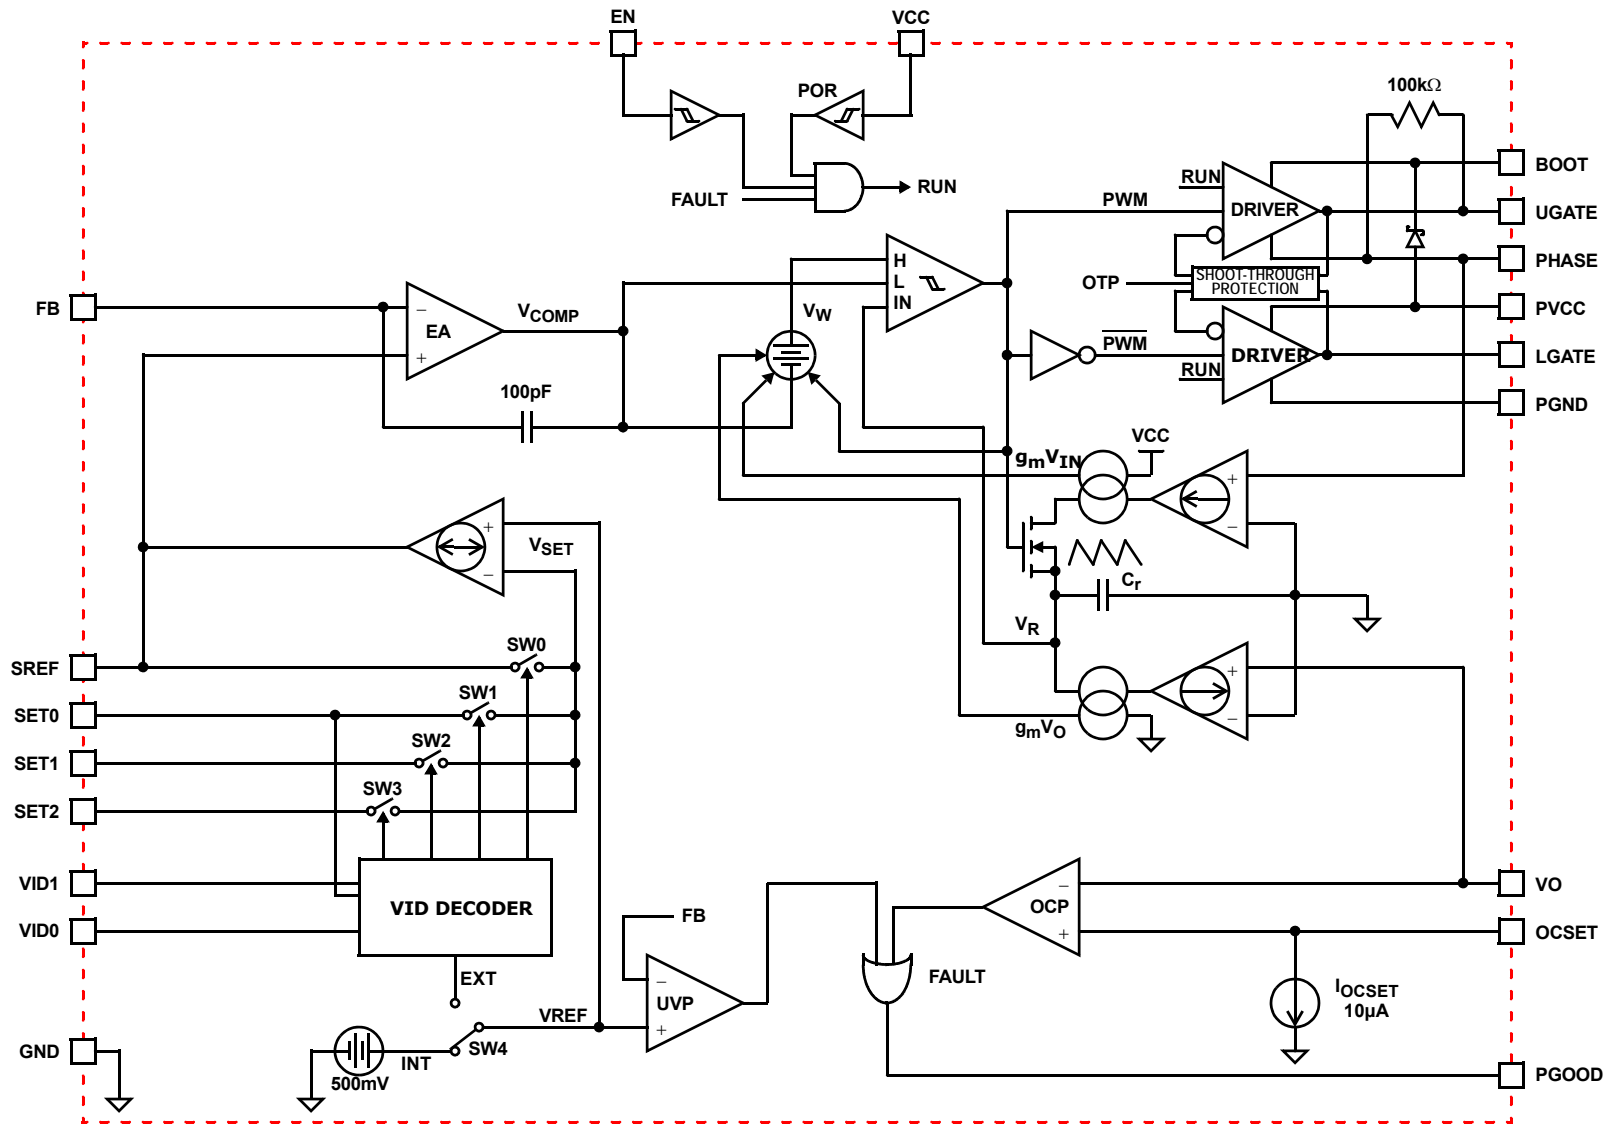 EN
VCC
POR
100kΩ
BOOT
RUN
RUN
FAULT
PWM
DRIVER
UGATE
PHASE
OTP
SHOOT-THROUGH
PROTECTION
H
L
IN
FB
−
EA
+
VCOMP
VW
PVCC
PWM
DRIVER
LGATE
RUN
100pF
PGND
VCC
gmVIN
+
−
+
VSET
−
Cr
VR
SW0
SREF
SW1
+
SET0
−
gmVO
SW2
SET1
SW3
SET2
VID1
VID DECODER
VID0
−
OCP
+
VO
OCSET
FB
EXT
FAULT
−
UVP
+
IOCSET
10µA
VREF
SW4
INT
GND
500mV
PGOOD